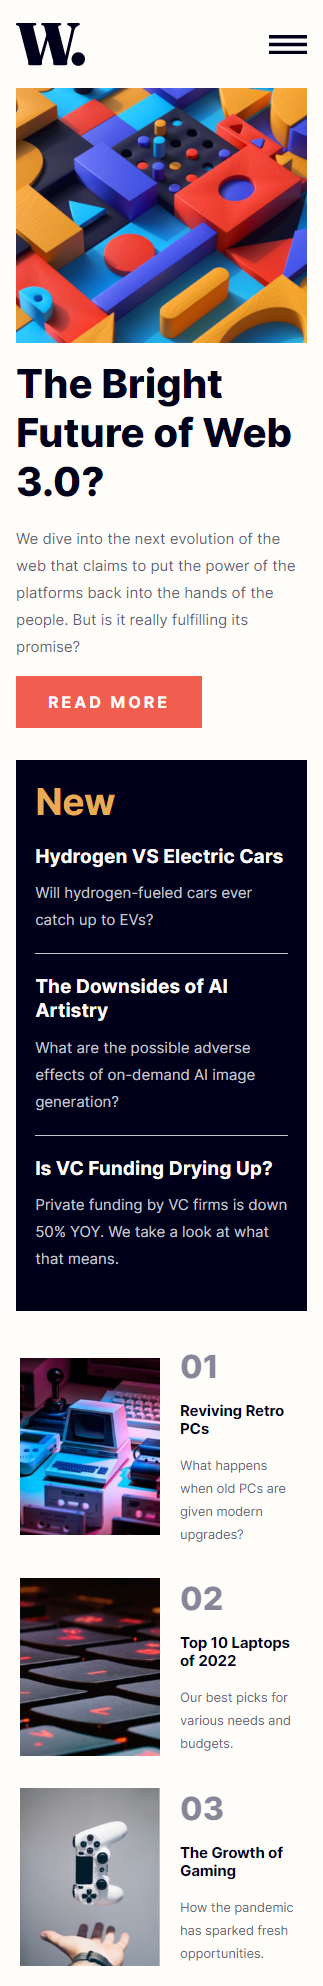 W.
The Bright
Future of Web
3.0?
We dive into the next evolution of the
web that claims to put the power of the
platforms back into the hands of the
people. But is it really fulfilling its
promise?
READ MORE
New
Hydrogen VS Electric Cars
Will hydrogen-fueled cars ever
catch up to EVs?
The Downsides of AI
Artistry
What are the possible adverse
effects of on-demand AI image
generation?
Is VC Funding Drying Up?
Private funding by VC firms is down
50% YOY. We take a look at what
that means.
01
Reviving Retro
PCs
What happens
when old PCs are
given modern
upgrades?
02
Top 10 Laptops
of 2022
Our best picks for
various needs and
budgets.
03
The Growth of
Gaming
How the pandemic
has sparked fresh
opportunities.